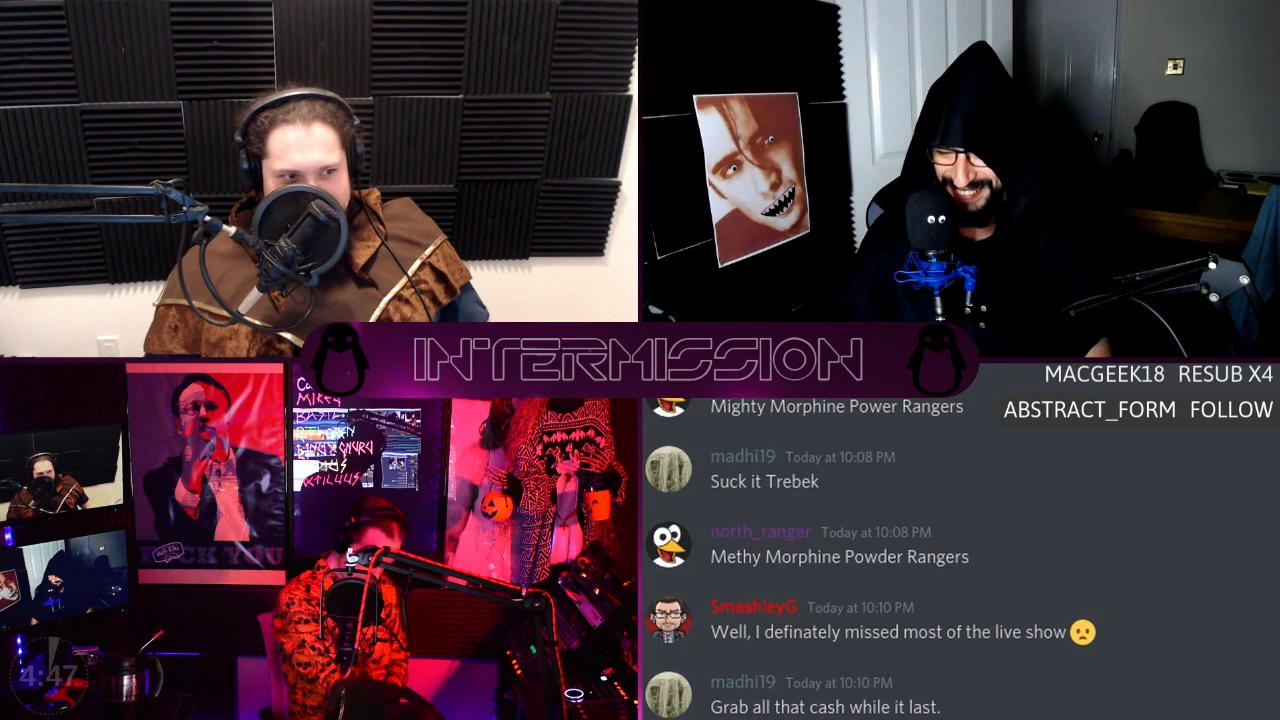 INTERMISSION
MACGEEK18 RESUB X4
ABSTRACT_FORM FOLLOW
Mighty Morphine Power Rangers
madhi19 Today at 10:08 PM
Suck it Trebek
north_ranger Today at 10:08 PM
Methy Morphine Powder Rangers
SmashleyG Today at 10:10 PM
Well, I definately missed most of the live show
madhi19 Today at 10:10 PM
Grab all that cash while it last.
MIKEY
CK YOU
4:47